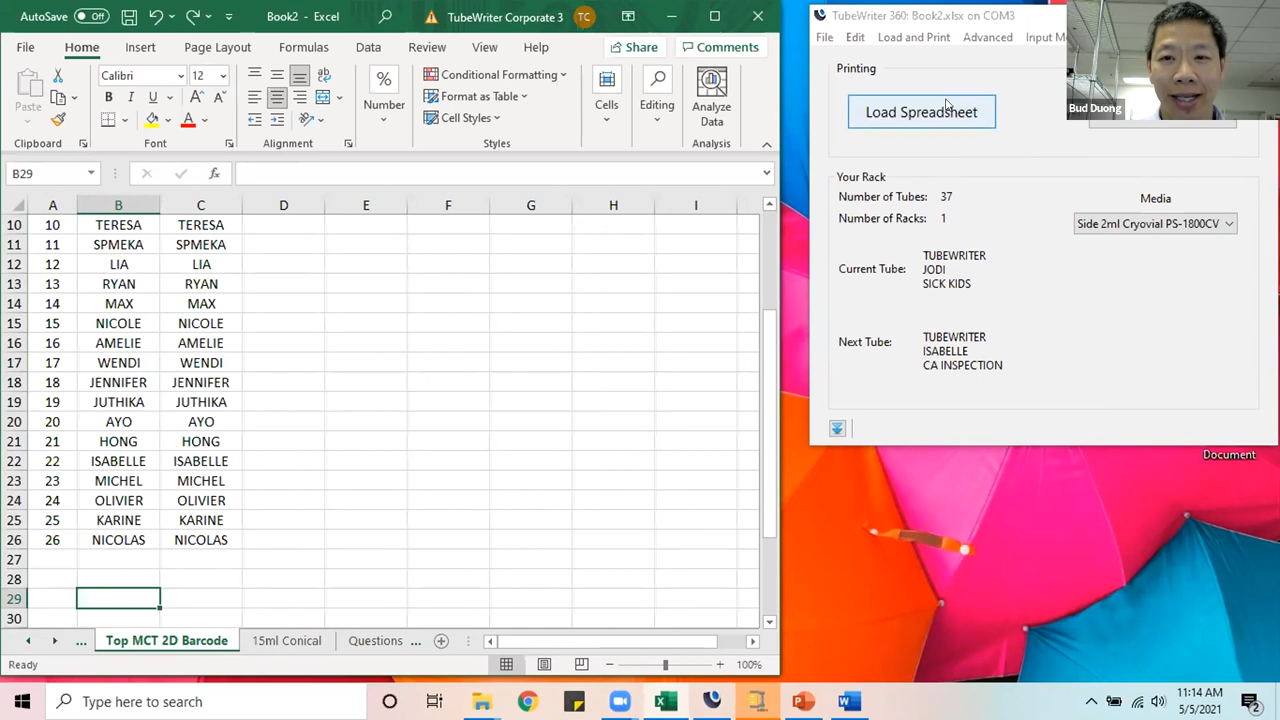 AutoSave Off Book2 - Excel TubeWriter Corporate 3 TC
File Home Insert Page Layout Formulas Data Review View Help Share Comments
Paste
Calibri 12
B I U
Number
Conditional Formatting
Format as Table
Cell Styles
Cells
Editing
Analyze
Data
Clipboard Font Alignment Styles Analysis
B29
A B C D E F G H I
10 10 TERESA TERESA
11 11 SPMEKA SPMEKA
12 12 LIA LIA
13 13 RYAN RYAN
14 14 MAX MAX
15 15 NICOLE NICOLE
16 16 AMELIE AMELIE
17 17 WENDI WENDI
18 18 JENNIFER JENNIFER
19 19 JUTHIKA JUTHIKA
20 20 AYO AYO
21 21 HONG HONG
22 22 ISABELLE ISABELLE
23 23 MICHEL MICHEL
24 24 OLIVIER OLIVIER
25 25 KARINE KARINE
26 26 NICOLAS NICOLAS
27
28
29
30
... Top MCT 2D Barcode 15ml Conical Questions ...
Ready 100%
TubeWriter 360: Book2.xlsx on COM3
File Edit Load and Print Advanced Input M
Printing
Load Spreadsheet
Bud Duong
Your Rack
Number of Tubes: 37
Number of Racks: 1
Media
Side 2ml Cryovial PS-1800CV
Current Tube:
TUBEWRITER
JODI
SICK KIDS
Next Tube:
TUBEWRITER
ISABELLE
CA INSPECTION
Document
Type here to search
11:14 AM
5/5/2021
2